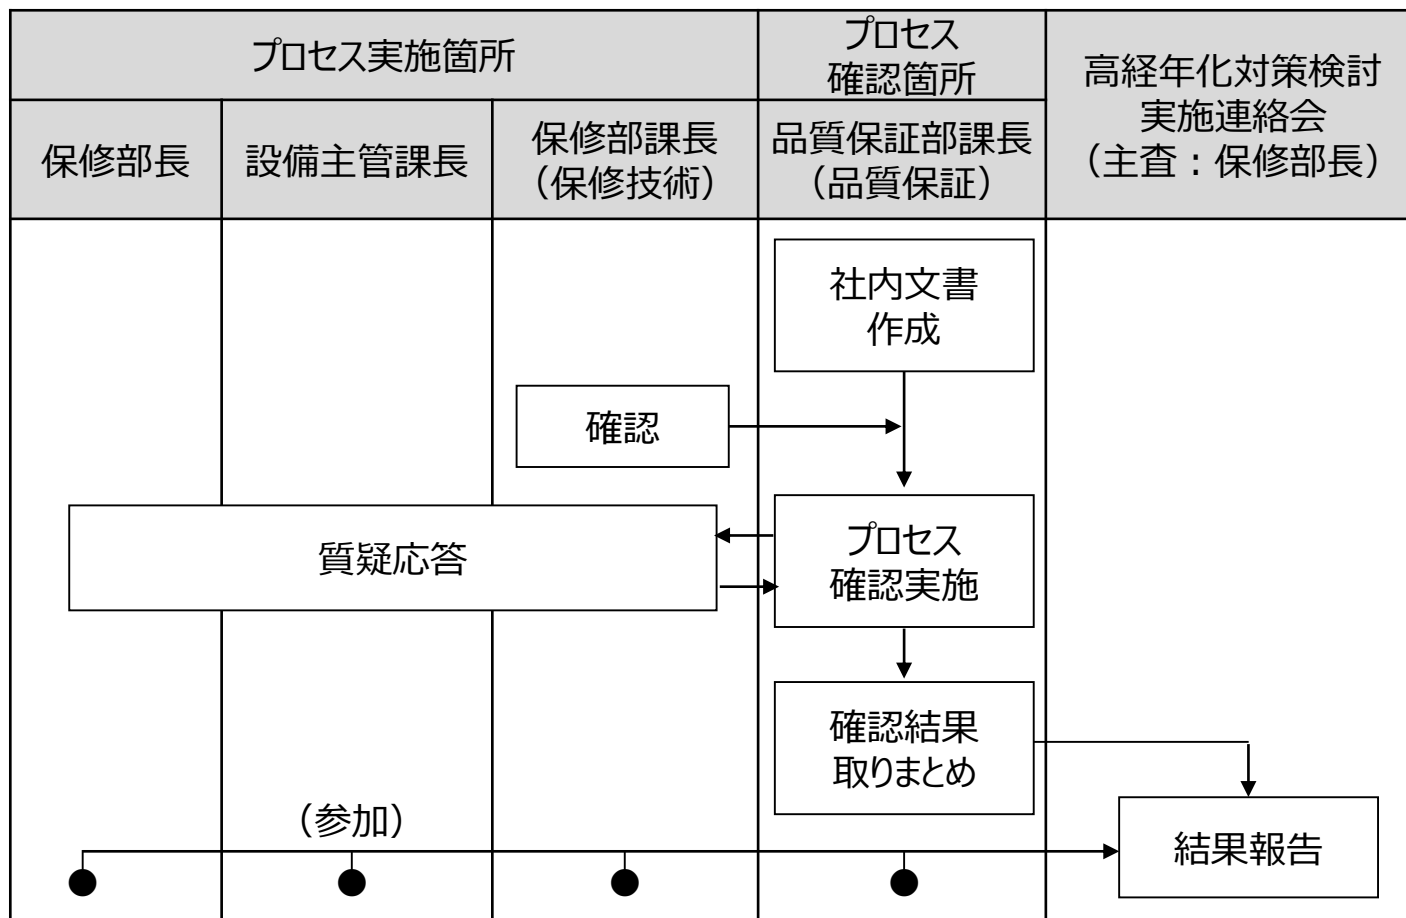 プロセス実施箇所
プロセス
確認箇所
高経年化対策検討
実施連絡会
（主査：保修部長）
保修部長
設備主管課長
保修部課長
（保修技術）
品質保証部課長
（品質保証）
社内文書
作成
確認
質疑応答
プロセス
確認実施
確認結果
取りまとめ
（参加）
結果報告